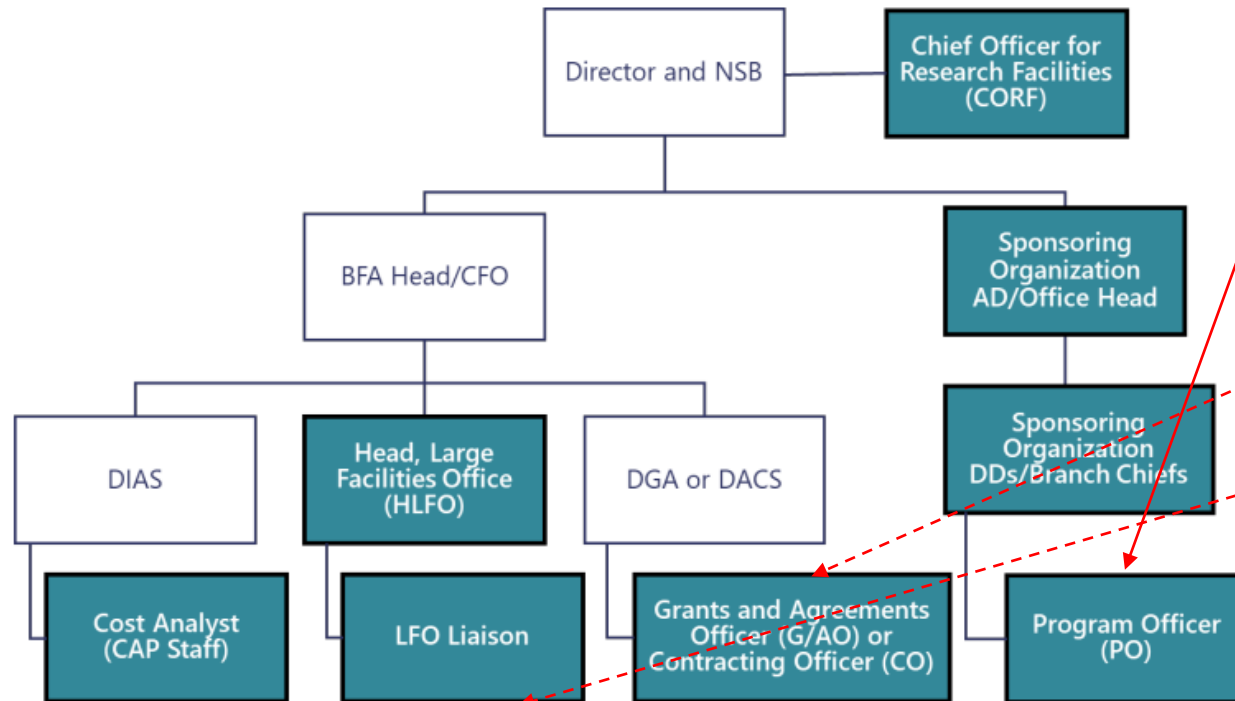 Director and NSB
Chief Officer for
Research Facilities
(CORF)
BFA Head/CFO
Sponsoring
Organization
AD/Office Head
DIAS
Head, Large
Facilities Office
(HLFO)
DGA or DACS
Sponsoring
Organization
DDs/Branch Chiefs
Cost Analyst
(CAP Staff)
LFO Liaison
Grants and Agreements
Officer (G/AO) or
Contracting Officer (CO)
Program Officer
(PO)